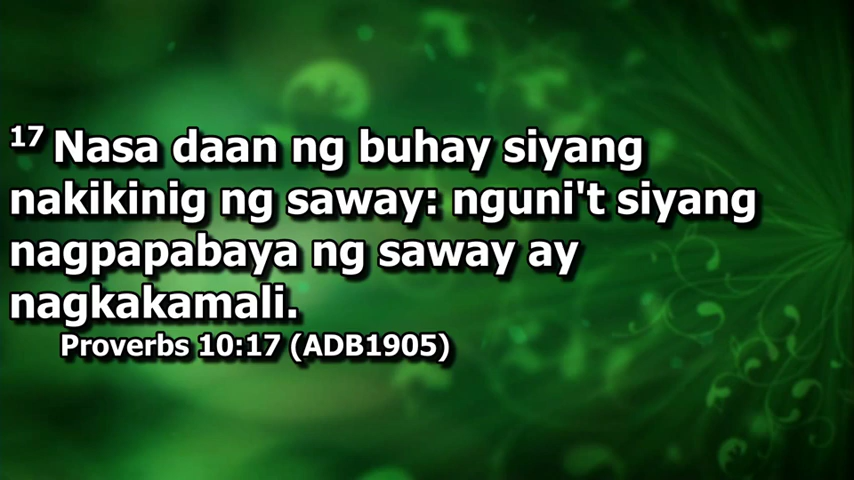 17 Nasa daan ng buhay siyang
nakikinig ng saway: nguni't siyang
nagpapabaya ng saway ay
nagkakamali.
Proverbs 10:17 (ADB1905)